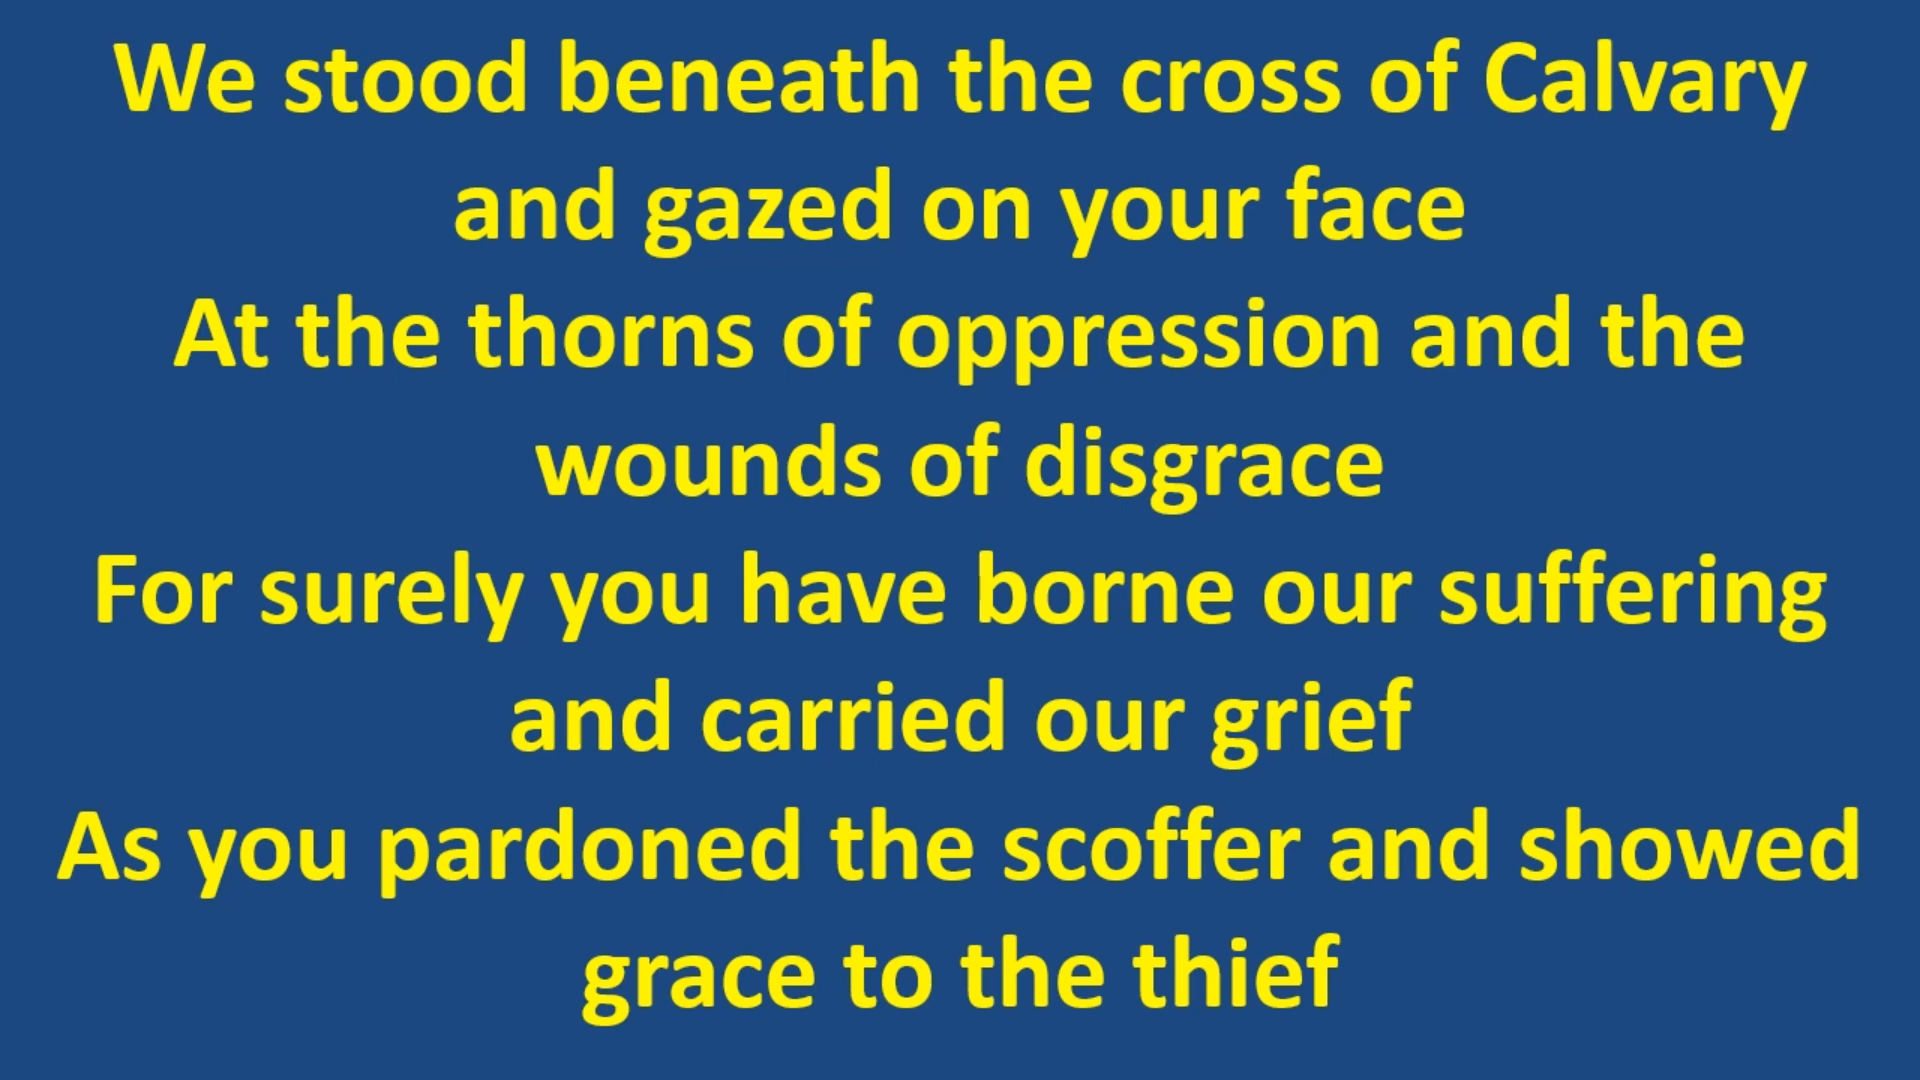 We stood beneath the cross of Calvary
and gazed on your face
At the thorns of oppression and the
wounds of disgrace
For surely you have borne our suffering
and carried our grief
As you pardoned the scoffer and showed
grace to the thief